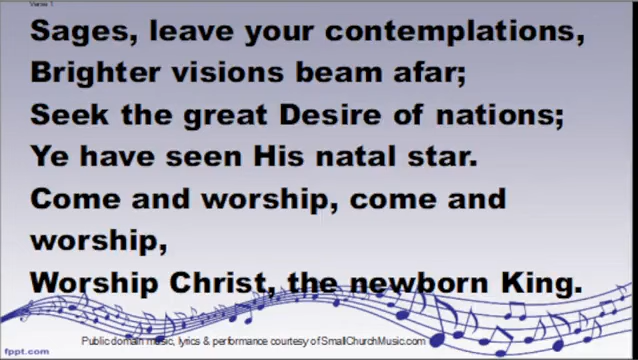 Verse 1
Sages, leave your contemplations,
Brighter visions beam afar;
Seek the great Desire of nations;
Ye have seen His natal star.
Come and worship, come and
worship,
Worship Christ, the newborn King.
Public domain music, lyrics & performance courtesy of SmallChurchMusic.com
fppt.com